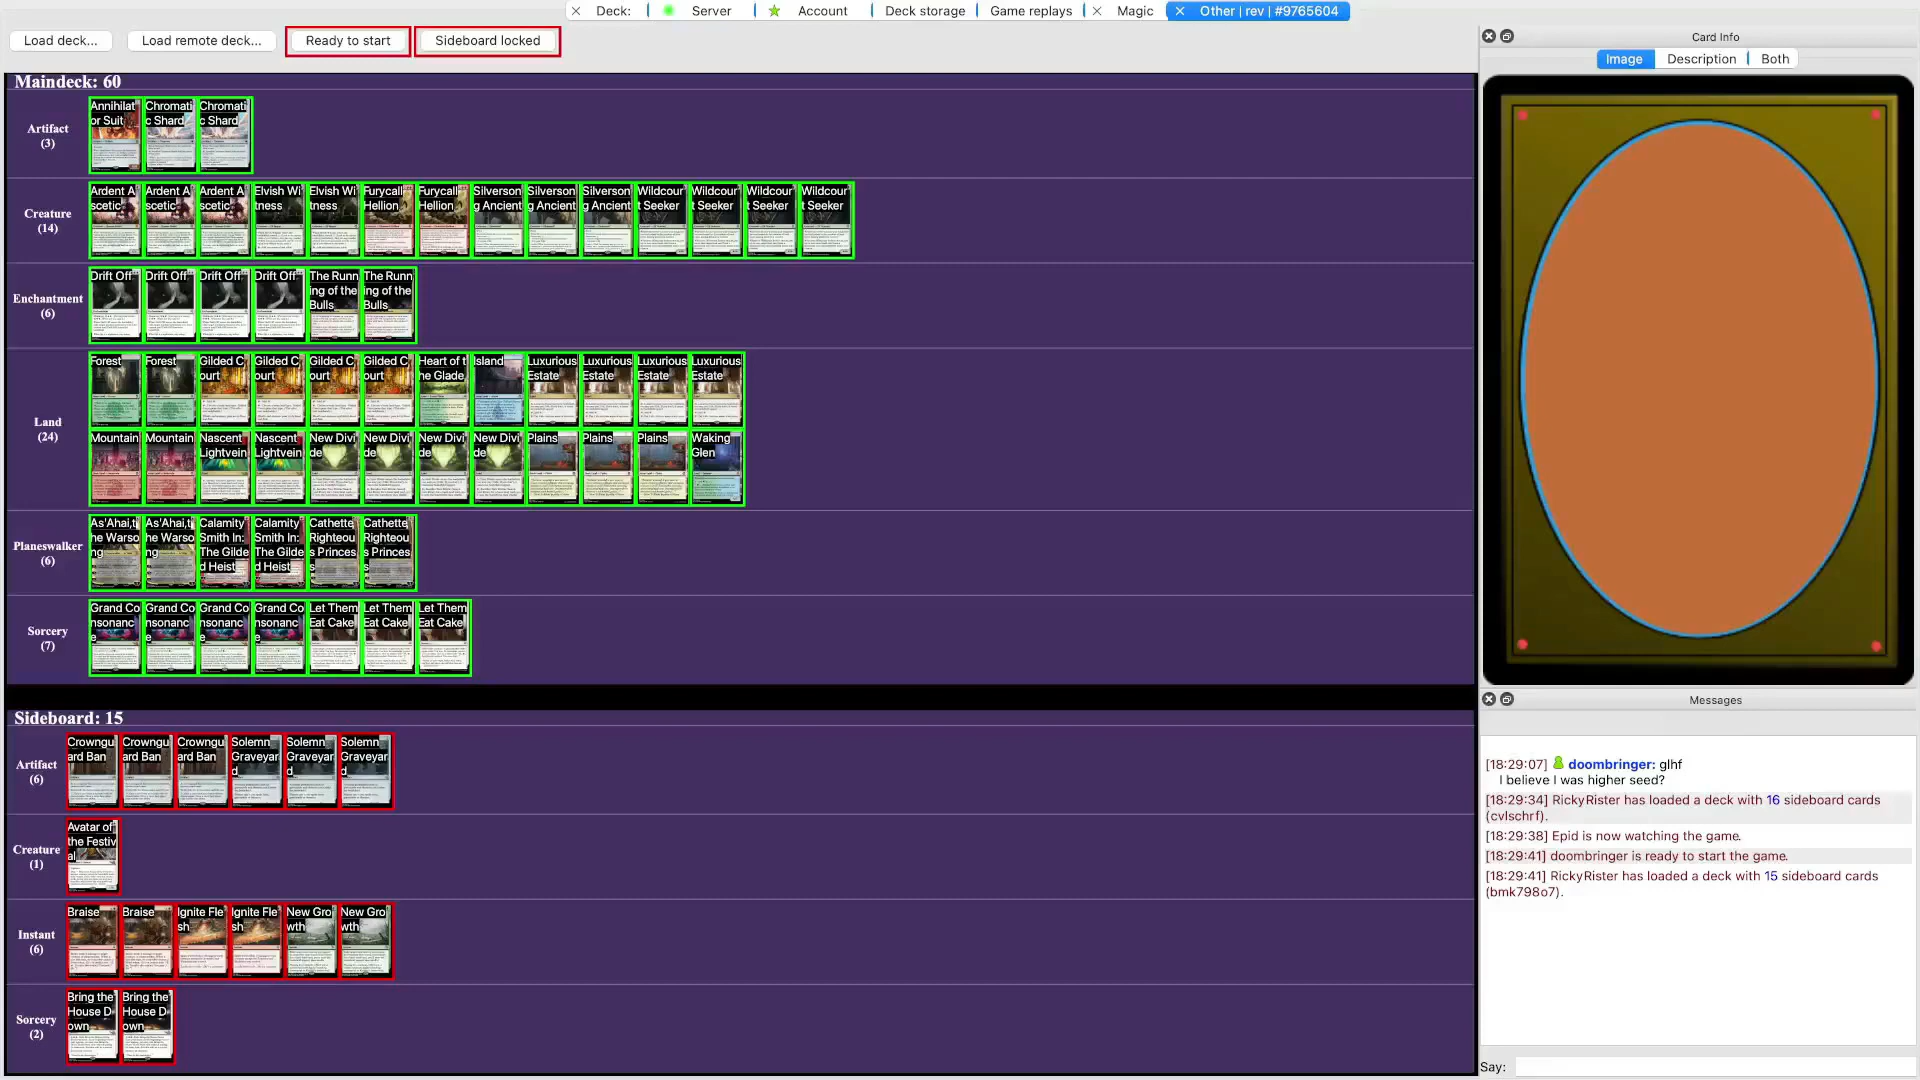 Deck:
Server
Account
Deck storage
Game replays
Magic
Other | rev | #9765604
Load deck...
Load remote deck...
Ready to start
Sideboard locked
Card Info
Image
Description
Both
Maindeck: 60
Artifact
(3)
Annihilat
or Suit
Chromati
c Shard
Chromati
c Shard
Creature
(14)
Ardent A
scetic
Ardent A
scetic
Ardent A
scetic
Elvish Wi
tness
Elvish Wi
tness
Furycall
Hellion
Furycall
Hellion
Silverson
g Ancient
Silverson
g Ancient
Silverson
g Ancient
Wildcour
t Seeker
Wildcour
t Seeker
Wildcour
t Seeker
Wildcour
t Seeker
Enchantment
(6)
Drift Off
Drift Off
Drift Off
Drift Off
The Runn
ing of the
Bulls
The Runn
ing of the
Bulls
Land
(24)
Forest
Forest
Gilded C
ourt
Gilded C
ourt
Gilded C
ourt
Gilded C
ourt
Heart of t
he Glade
Island
Luxurious
Estate
Luxurious
Estate
Luxurious
Estate
Luxurious
Estate
Mountain
Mountain
Nascent
Lightvein
Nascent
Lightvein
New Divi
de
New Divi
de
New Divi
de
New Divi
de
Plains
Plains
Plains
Waking
Glen
Planeswalker
(6)
As'Ahai,t
he Warso
ng
As'Ahai,t
he Warso
ng
Calamity
Smith In:
The Gilde
d Heist
Calamity
Smith In:
The Gilde
d Heist
Cathette,
Righteou
s Princes
s
Cathette,
Righteou
s Princes
s
Sorcery
(7)
Grand Co
nsonanc
e
Grand Co
nsonanc
e
Grand Co
nsonanc
e
Grand Co
nsonanc
e
Let Them
Eat Cake
Let Them
Eat Cake
Let Them
Eat Cake
Sideboard: 15
Artifact
(6)
Crowngu
ard Ban
Crowngu
ard Ban
Crowngu
ard Ban
Solemn
Graveyar
d
Solemn
Graveyar
d
Solemn
Graveyar
d
Creature
(1)
Avatar of
the Festiv
al
Instant
(6)
Braise
Braise
Ignite Fle
sh
Ignite Fle
sh
New Gro
wth
New Gro
wth
Sorcery
(2)
Bring the
House D
own
Bring the
House D
own
Messages
[18:29:07] doombringer: glhf
I believe I was higher seed?
[18:29:34] RickyRister has loaded a deck with 16 sideboard cards
(cvlschrf).
[18:29:38] Epid is now watching the game.
[18:29:41] doombringer is ready to start the game.
[18:29:41] RickyRister has loaded a deck with 15 sideboard cards
(bmk798o7).
Say: